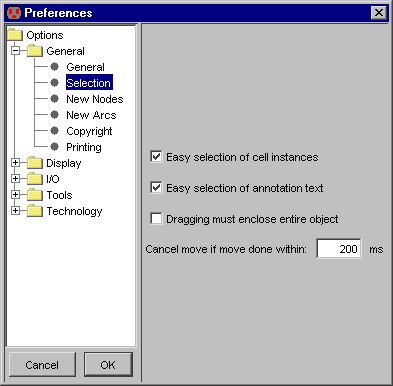 Preferences
Options
General
General
Selection
New Nodes
New Arcs
Copyright
Printing
Display
I/O
Tools
Technology
Easy selection of cell instances
Easy selection of annotation text
Dragging must enclose entire object
Cancel move if move done within: 200 ms
Cancel OK